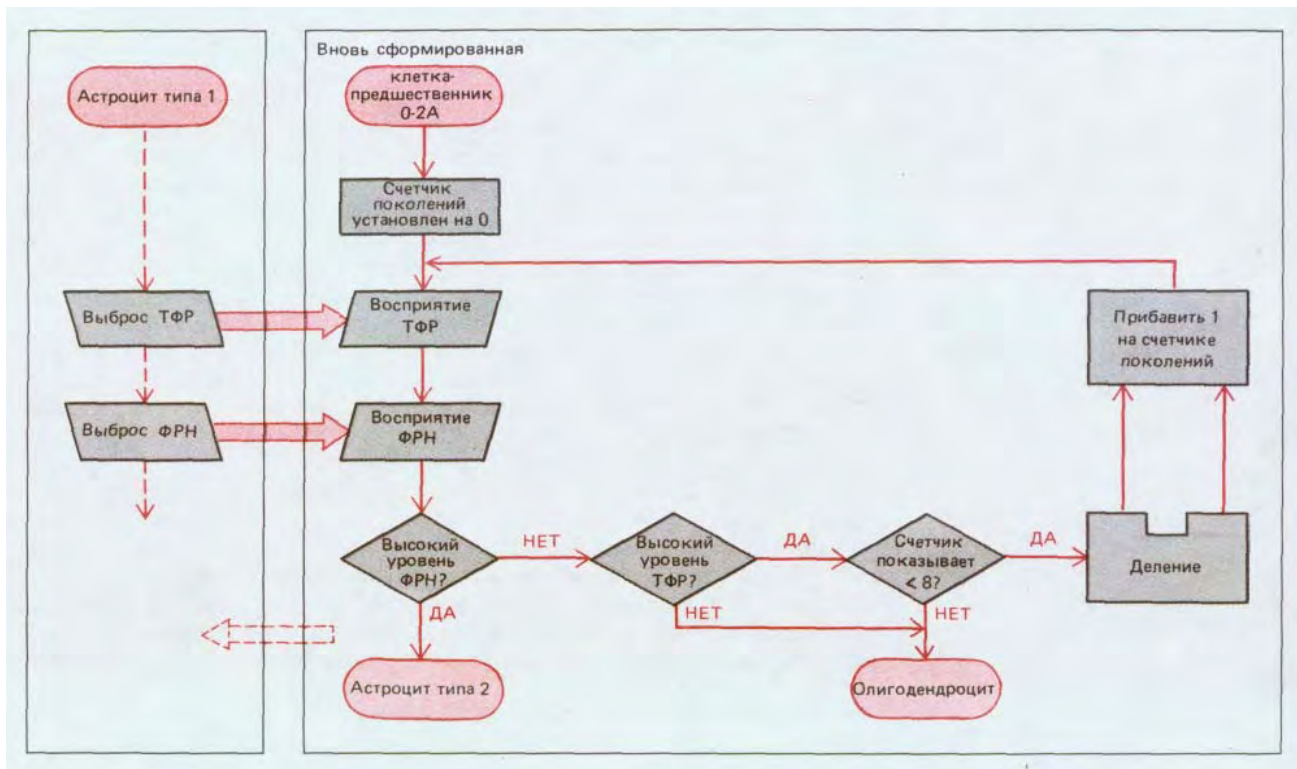 Вновь сформированная
клетка-
предшественник
0-2А
Астроцит типа 1
Счетчик
поколений
установлен на 0
Выброс ТФР
Восприятие
ТФР
Прибавить 1
на счетчике
поколений
Выброс ФРН
Восприятие
ФРН
Высокий
уровень
ФРН?
НЕТ
Высокий
уровень
ТФР?
ДА
Счетчик
показывает
< 8?
ДА
Деление
ДА
НЕТ
НЕТ
Астроцит типа 2
Олигодендроцит